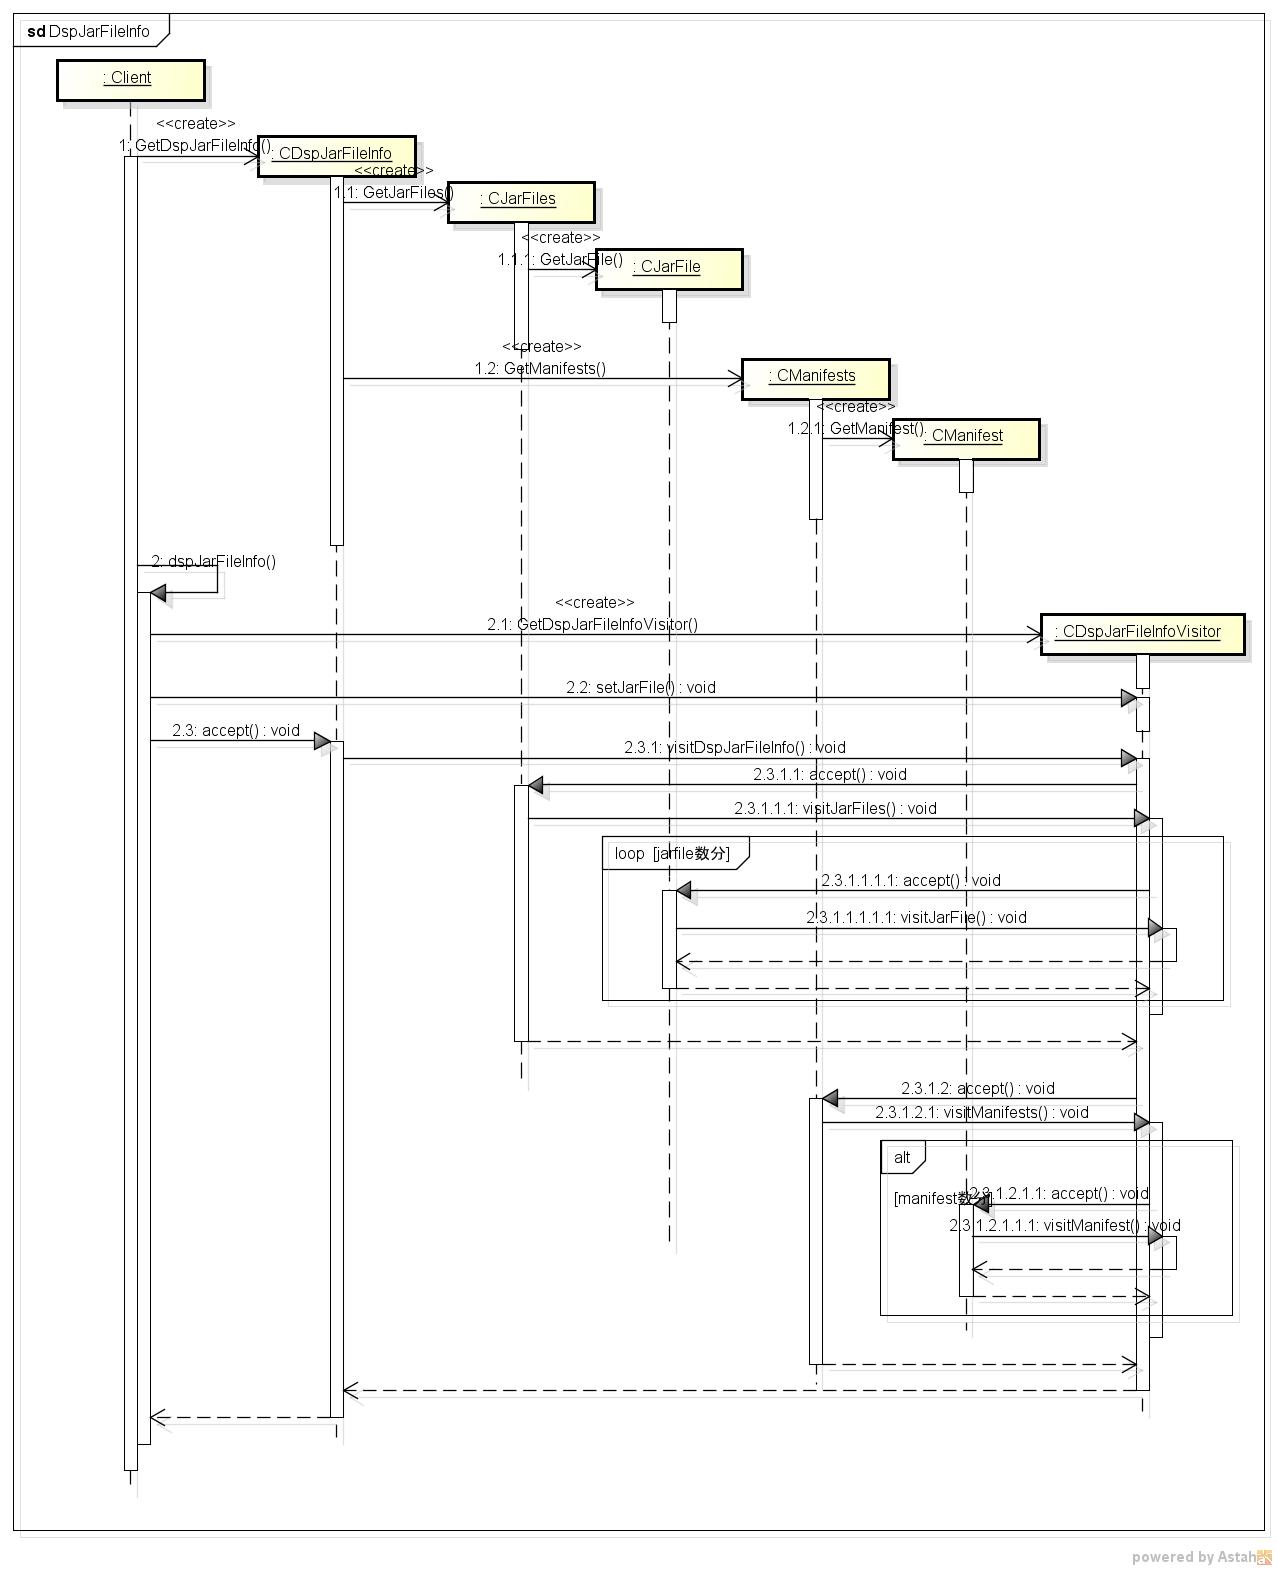 sd DspJarFileInfo
: Client
<<create>>
1: GetDspJarFileInfo()
: CDspJarFileInfo
<<create>>
1.1: GetJarFiles()
: CJarFiles
<<create>>
1.1.1: GetJarFile()
: CJarFile
<<create>>
1.2: GetManifests()
: CManifests
<<create>>
1.2.1: GetManifest()
: CManifest
2: dspJarFileInfo()
<<create>>
2.1: GetDspJarFileInfoVisitor()
: CDspJarFileInfoVisitor
2.2: setJarFile() : void
2.3: accept() : void
2.3.1: visitDspJarFileInfo() : void
2.3.1.1: accept() : void
2.3.1.1.1: visitJarFiles() : void
loop [jarfile数分]
2.3.1.1.1.1: accept() : void
2.3.1.1.1.1.1: visitJarFile() : void
2.3.1.2: accept() : void
2.3.1.2.1: visitManifests() : void
alt
[manifest数分]
2.3.1.2.1.1: accept() : void
2.3.1.2.1.1.1: visitManifest() : void
powered by Astah